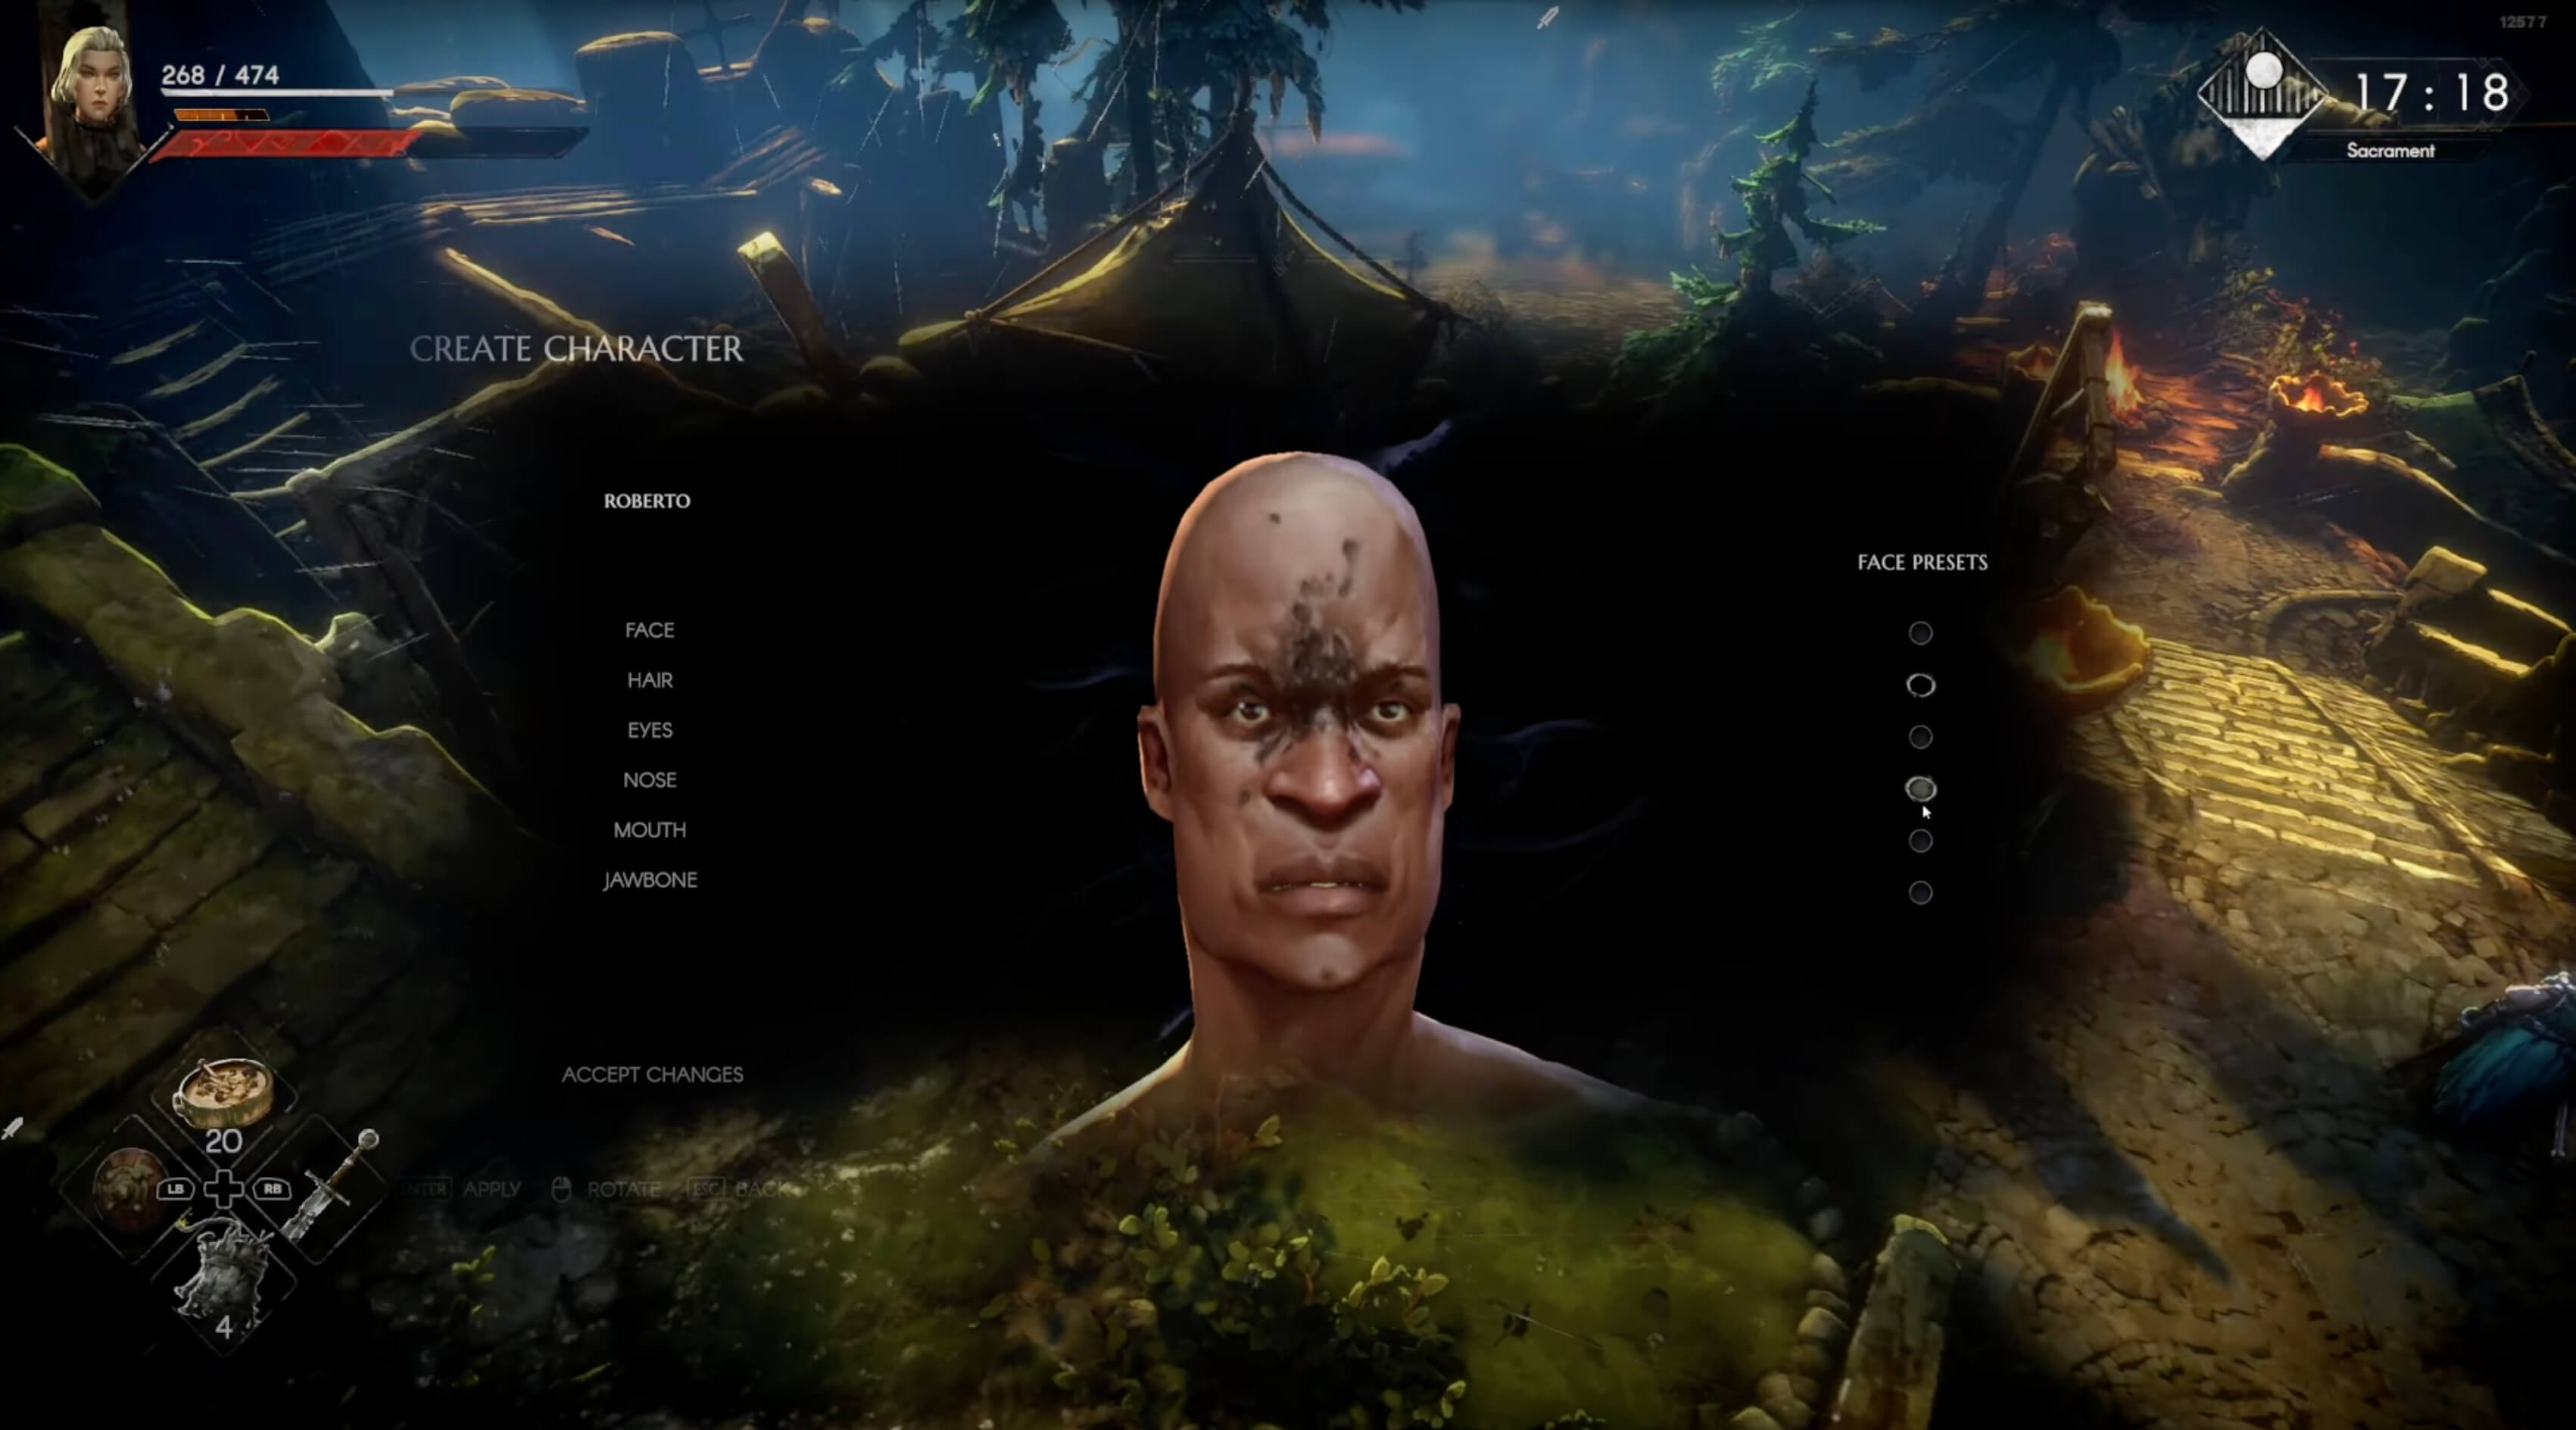 12577
268 / 474
17:18
Sacrament
CREATE CHARACTER
ROBERTO
FACE PRESETS
FACE
HAIR
EYES
NOSE
MOUTH
JAWBONE
ACCEPT CHANGES
20
LB
RB
ENTER APPLY ROTATE ESC BACK
4